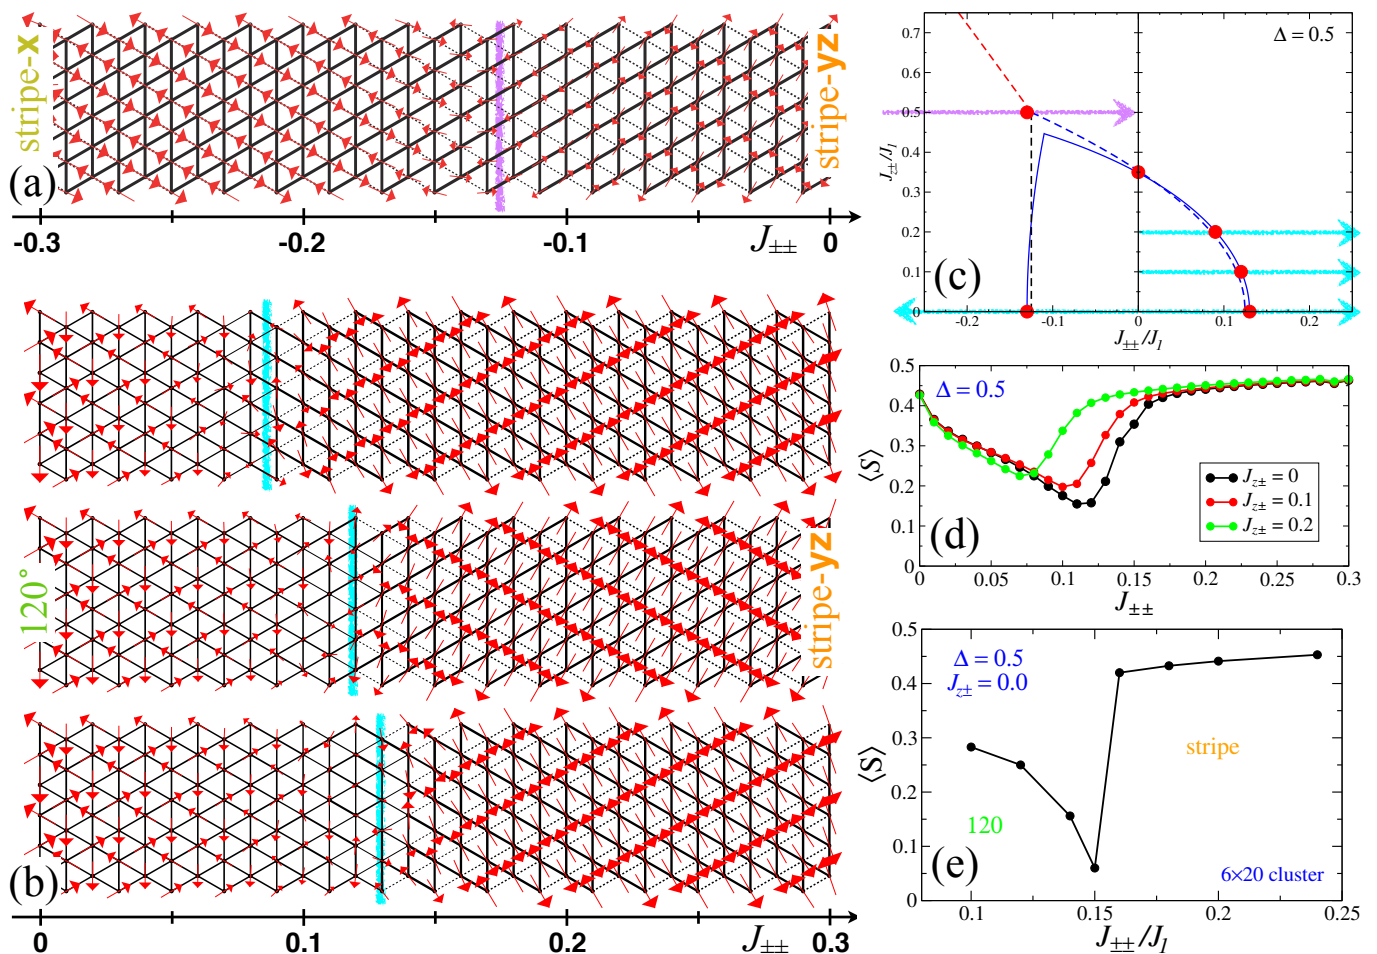 (a)
stripe-x
stripe-yz
-0.3
-0.2
-0.1
J±±
0
(b)
120°
stripe-yz
0
0.1
0.2
J±±
0.3
(c)
Δ = 0.5
Jz±/J1
0.7
0.6
0.5
0.4
0.3
0.2
0.1
0
-0.2
-0.1
0
0.1
0.2
J±±/J1
(d)
Δ = 0.5
⟨S⟩
0.5
0.4
0.3
0.2
0.1
0
Jz± = 0
Jz± = 0.1
Jz± = 0.2
0
0.05
0.1
0.15
0.2
0.25
0.3
J±±
(e)
Δ = 0.5
Jz± = 0.0
⟨S⟩
0.5
0.4
0.3
0.2
0.1
0
stripe
120
6×20 cluster
0.1
0.15
0.2
0.25
J±±/J1